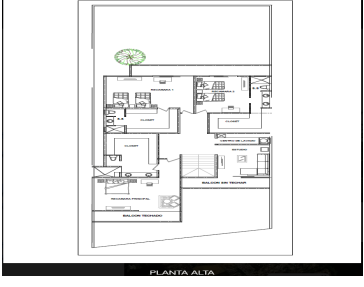 RECAMARA 1
RECAMARA 2
CLOSET
CLOSET
CENTRO DE LAVADO
CLOSET
ESTUDIO
BALCON SIN TECHAR
RECAMARA PRINCIPAL
BALCON TECHADO
PLANTA ALTA